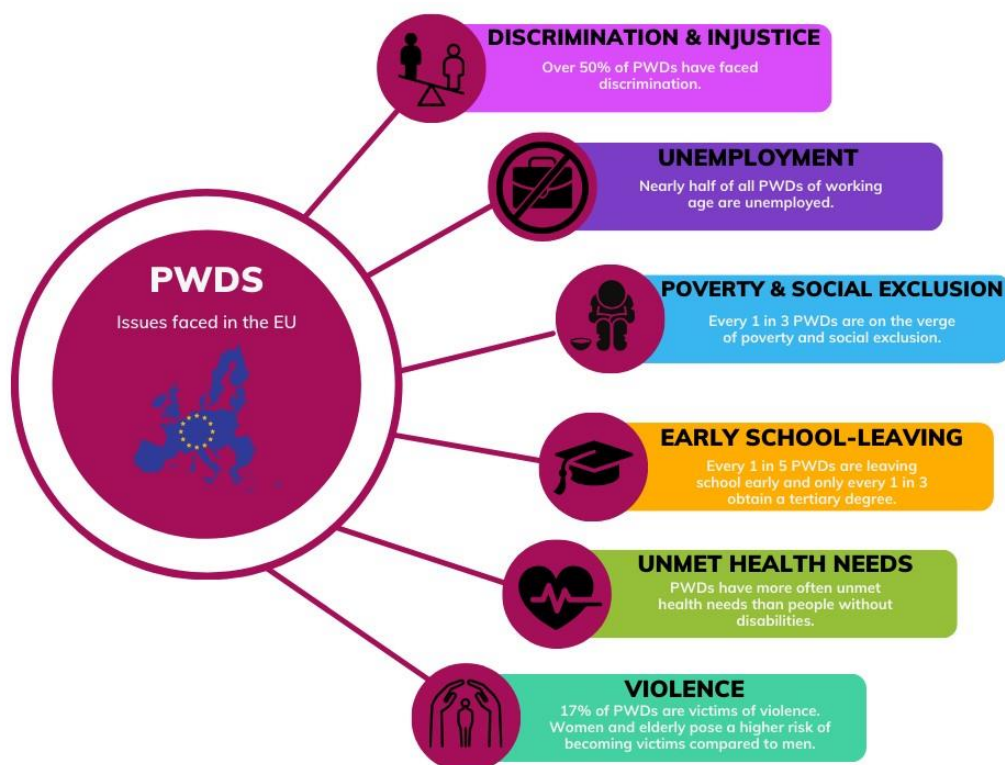 PWDS
Issues faced in the EU
DISCRIMINATION & INJUSTICE
Over 50% of PWDs have faced
discrimination.
UNEMPLOYMENT
Nearly half of all PWDs of working
age are unemployed.
POVERTY & SOCIAL EXCLUSION
Every 1 in 3 PWDs are on the verge
of poverty and social exclusion.
EARLY SCHOOL-LEAVING
Every 1 in 5 PWDs are leaving
school early and only every 1 in 3
obtain a tertiary degree.
UNMET HEALTH NEEDS
PWDs have more often unmet
health needs than people without
disabilities.
VIOLENCE
17% of PWDs are victims of violence.
Women and elderly pose a higher risk of
becoming victims compared to men.